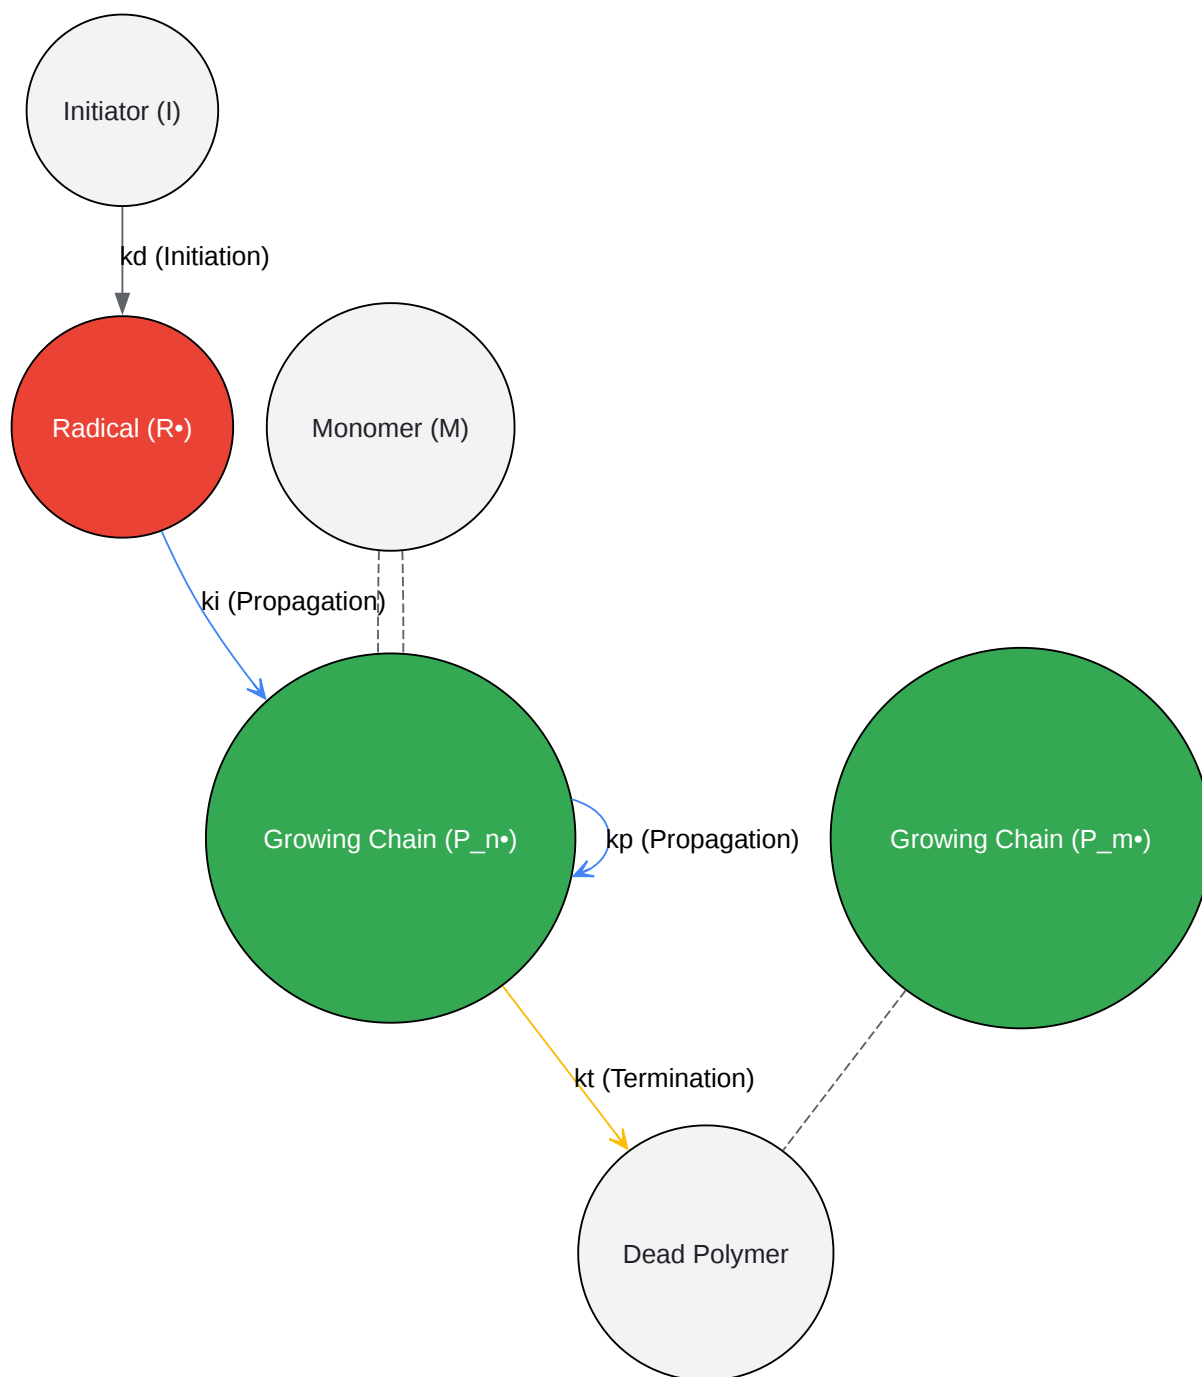 Initiator (I)
kd (Initiation)
Radical (R•)
Monomer (M)
ki (Propagation)
Growing Chain (P_n•)
kp (Propagation)
Growing Chain (P_m•)
kt (Termination)
Dead Polymer